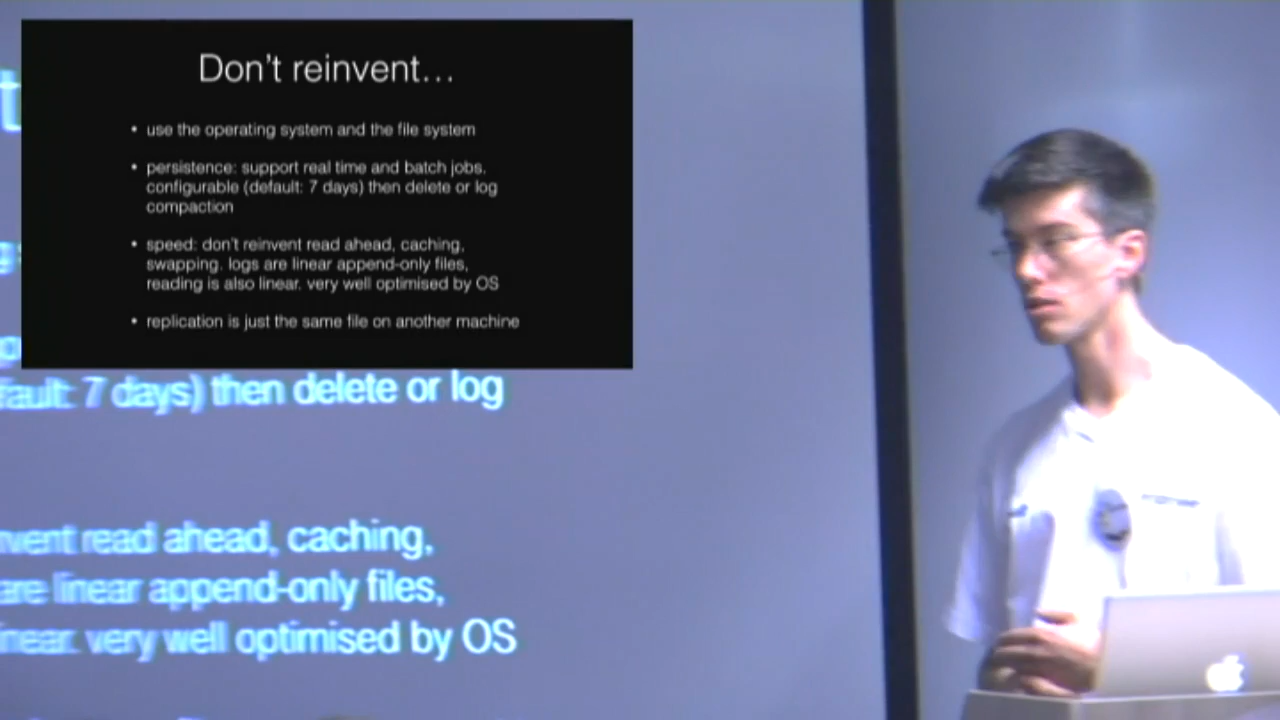 Don't reinvent...
• use the operating system and the file system
• persistence: support real time and batch jobs.
configurable (default: 7 days) then delete or log
compaction
• speed: don't reinvent read ahead, caching,
swapping. logs are linear append-only files,
reading is also linear. very well optimised by OS
• replication is just the same file on another machine
fault: 7 days) then delete or log
nvent read ahead, caching,
are linear append-only files,
near. very well optimised by OS